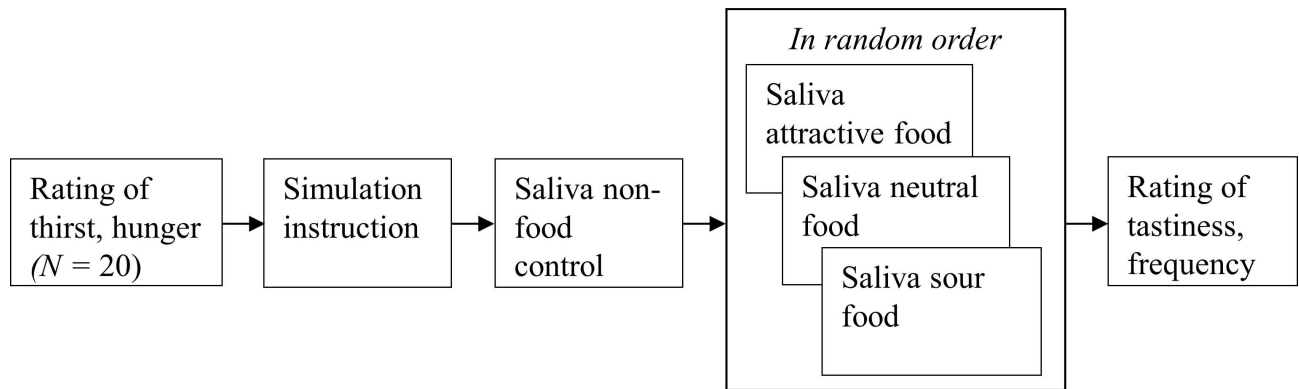 Rating of
thirst, hunger
(N = 20)
Simulation
instruction
Saliva non-
food
control
In random order
Saliva
attractive food
Saliva neutral
food
Saliva sour
food
Rating of
tastiness,
frequency